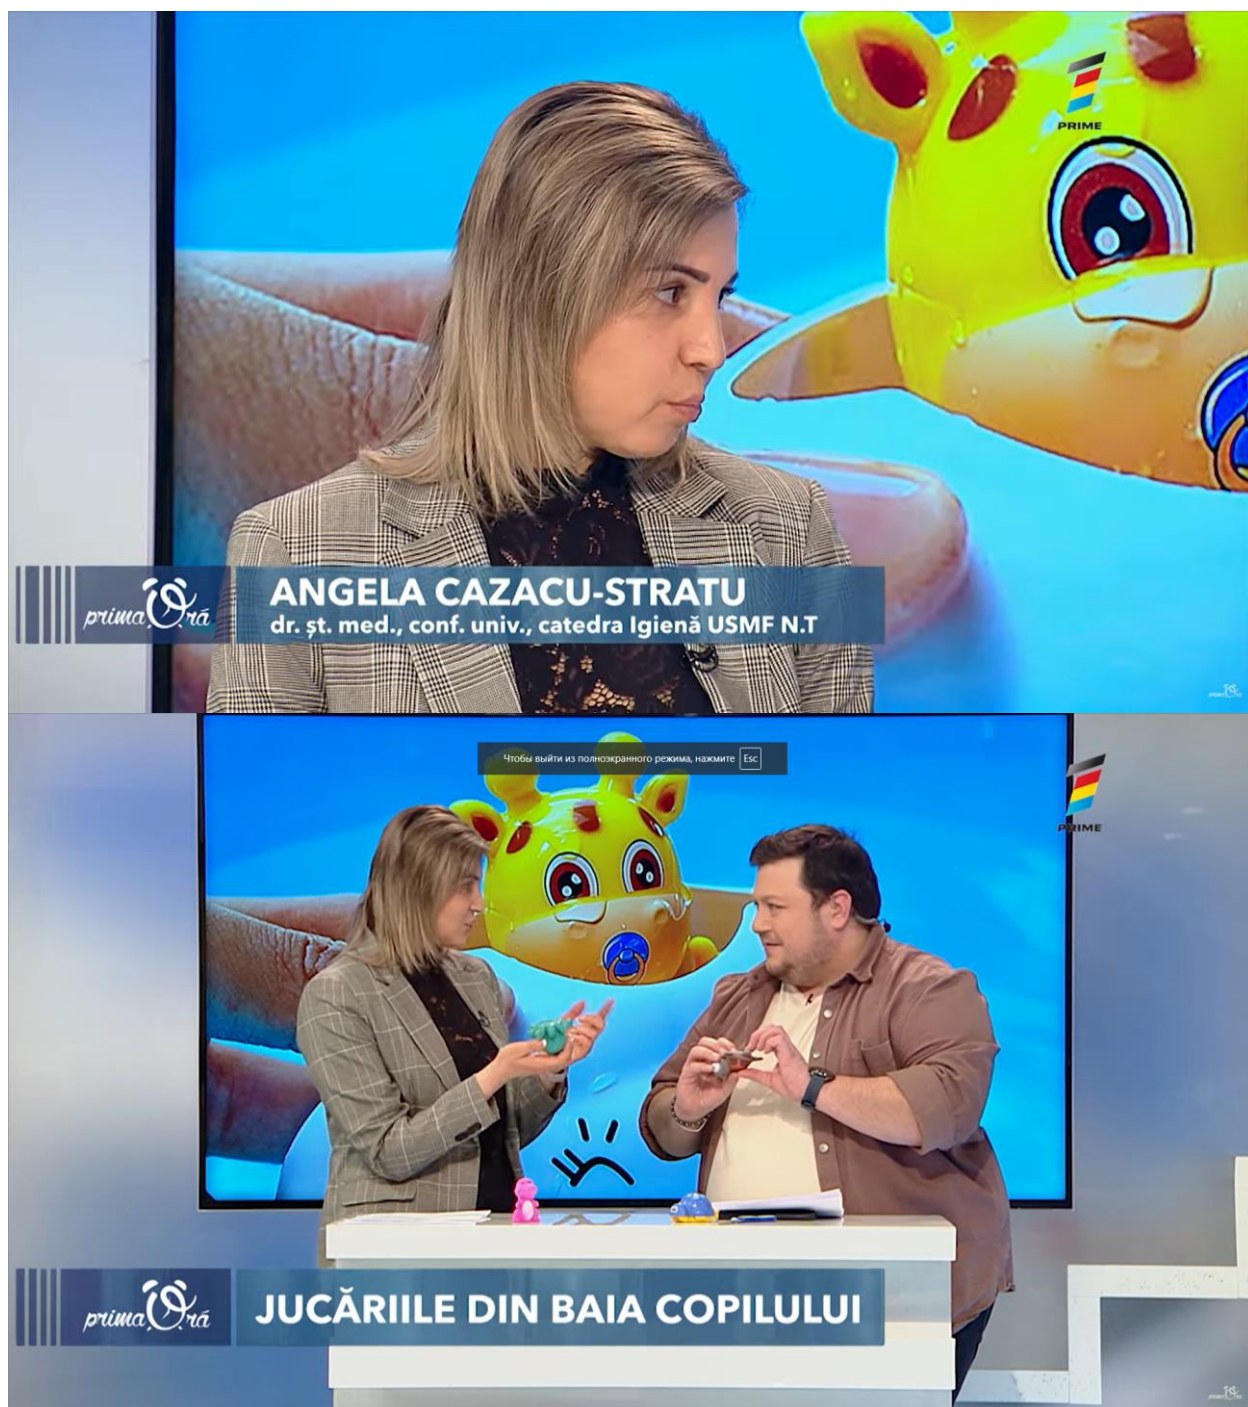 PRIME
prima Oră
ANGELA CAZACU-STRATU
dr. șt. med., conf. univ., catedra Igienă USMF N.T
Чтобы выйти из полноэкранного режима, нажмите Esc
PRIME
prima Oră
JUCĂRIILE DIN BAIA COPILULUI